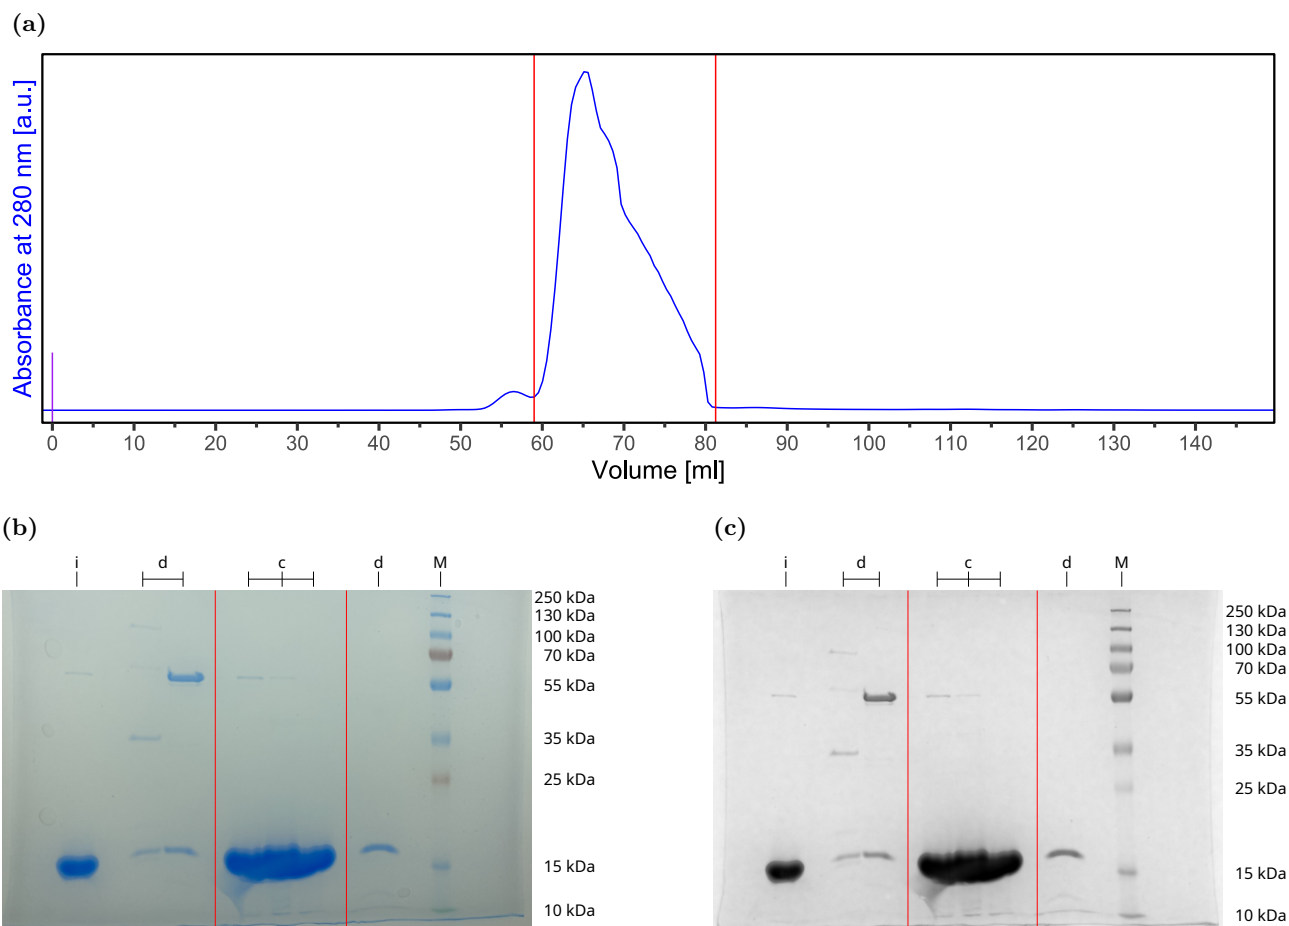 (a)
Absorbance at 280 nm [a.u.]
0 10 20 30 40 50 60 70 80 90 100 110 120 130 140
Volume [ml]
(b)
i d c d M
250 kDa
130 kDa
100 kDa
70 kDa
55 kDa
35 kDa
25 kDa
15 kDa
10 kDa
(c)
i d c d M
250 kDa
130 kDa
100 kDa
70 kDa
55 kDa
35 kDa
25 kDa
15 kDa
10 kDa